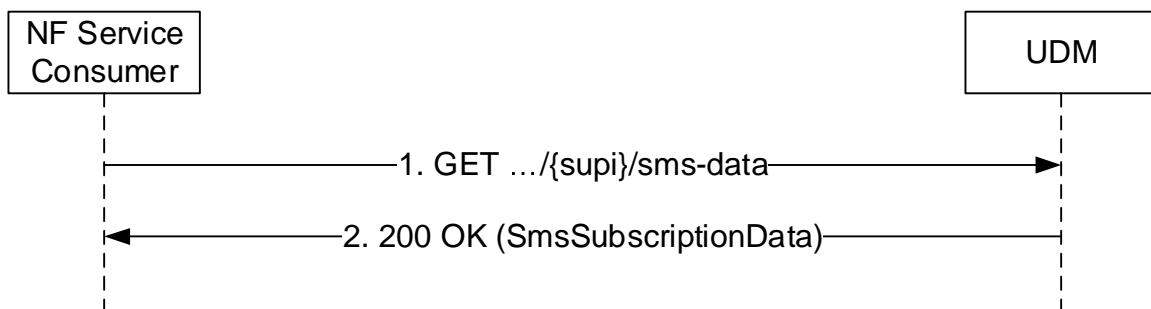 NF Service
Consumer
UDM
1. GET …/{supi}/sms-data
2. 200 OK (SmsSubscriptionData)